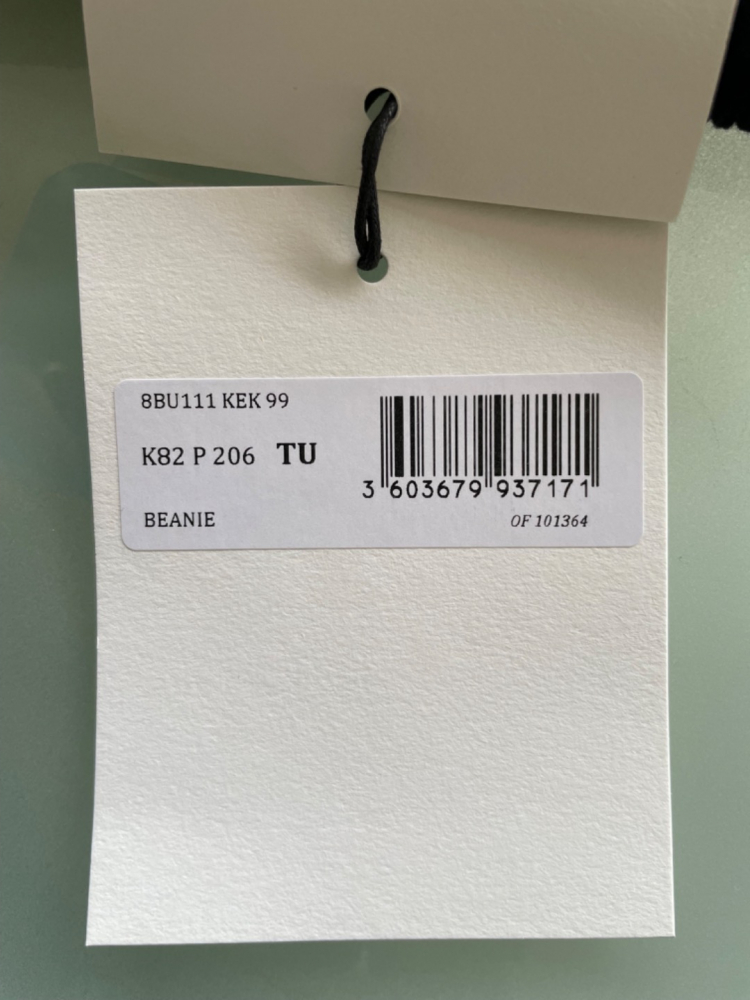 8BU111 KEK 99
K82 P 206 TU
3 603679 937171
BEANIE
OF 101364